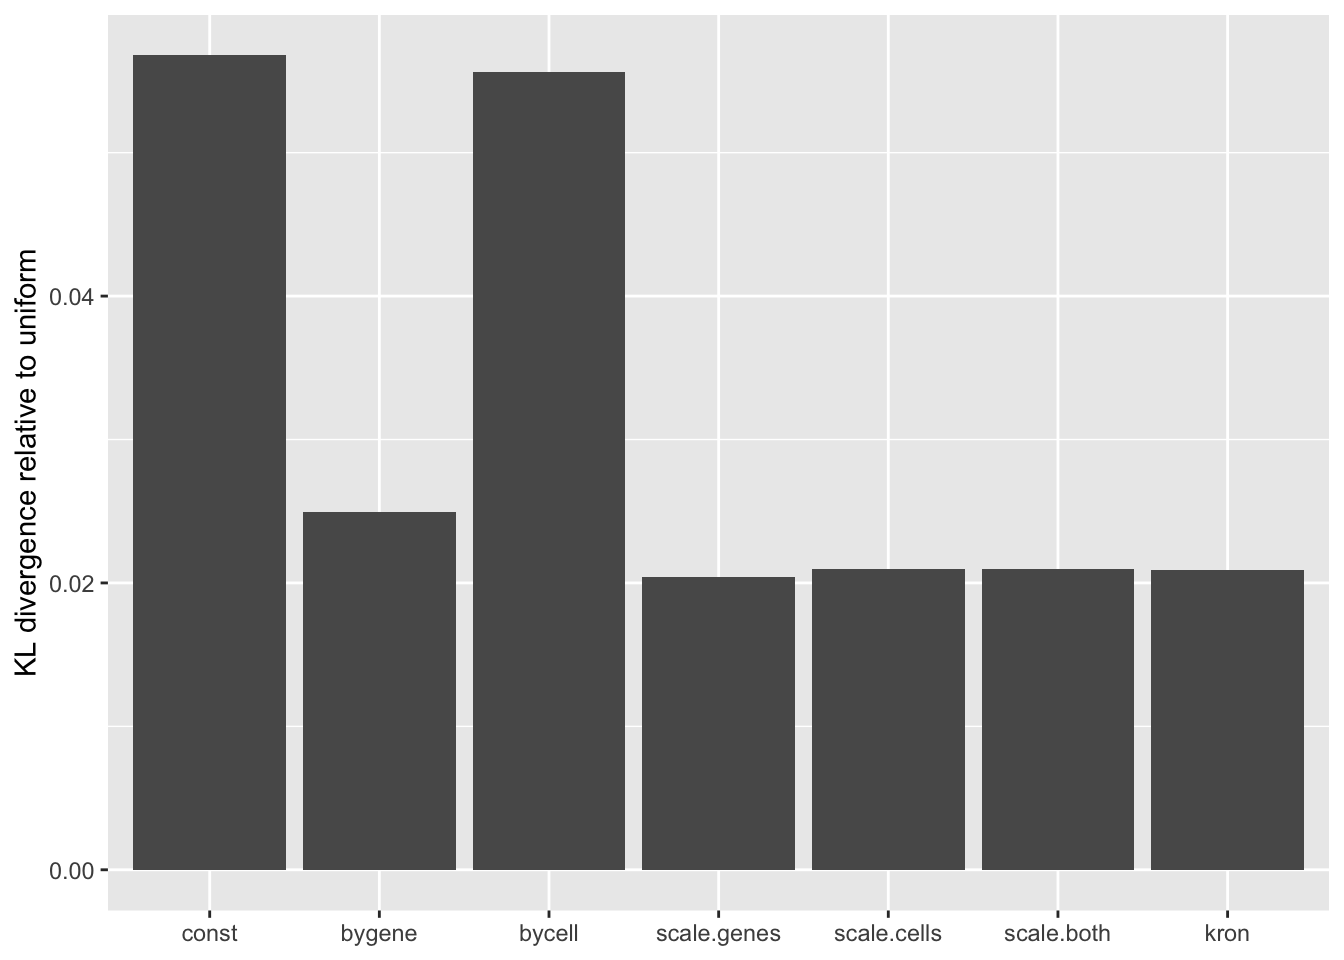 KL divergence relative to uniform
0.04
0.02
0.00
const bygene bycell scale.genes scale.cells scale.both kron